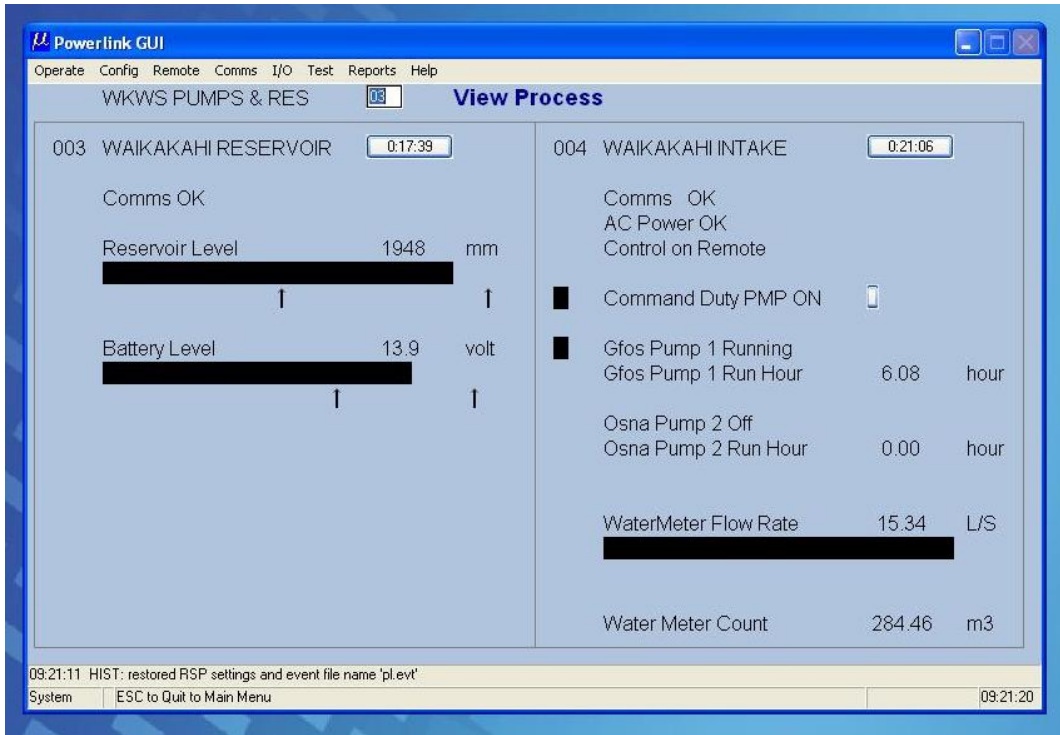 μ Powerlink GUI
Operate Config Remote Comms I/O Test Reports Help
WKWS PUMPS & RES 03 View Process
003 WAIKAKAHI RESERVOIR 0:17:39
Comms OK
Reservoir Level 1948 mm
Battery Level 13.9 volt
004 WAIKAKAHI INTAKE 0:21:06
Comms OK
AC Power OK
Control on Remote
Command Duty PMP ON
Gfos Pump 1 Running
Gfos Pump 1 Run Hour 6.08 hour
Osna Pump 2 Off
Osna Pump 2 Run Hour 0.00 hour
WaterMeter Flow Rate 15.34 L/S
Water Meter Count 284.46 m3
09:21:11 HIST: restored RSP settings and event file name 'pl.evt'
System ESC to Quit to Main Menu 09:21:20